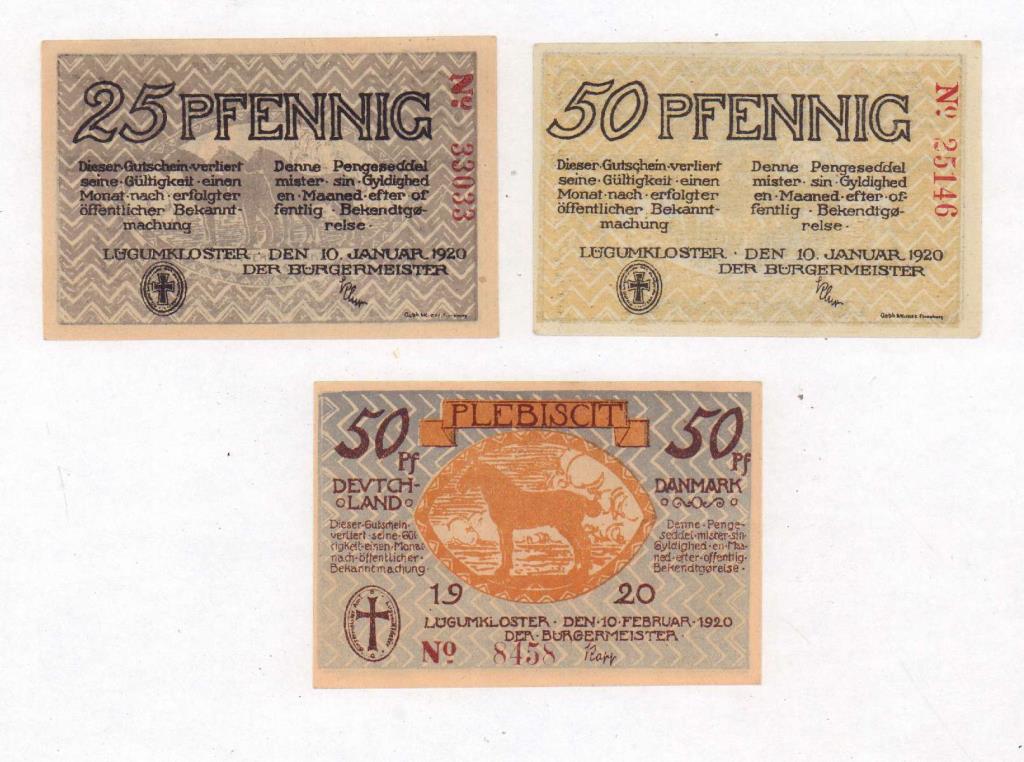 25 PFENNIG
Nº 33033
Dieser·Gutschein·verliert
seine·Gültigkeit·einen
Monat·nach·erfolgter
öffentlicher Bekannt-
machung
Denne Pengeseddel
mister·sin·Gyldighed
en·Maaned·efter·of-
fentlig·Bekendtgø-
relse·
LÜGUMKLOSTER·DEN 10. JANUAR 1920
DER BÜRGERMEISTER
50 PFENNIG
Nº 25146
Dieser·Gutschein·verliert
seine·Gültigkeit·einen
Monat·nach·erfolgter
öffentlicher Bekannt-
machung
Denne Pengeseddel
mister·sin·Gyldighed
en·Maaned·efter·of-
fentlig·Bekendtgø-
relse·
LÜGUMKLOSTER·DEN 10. JANUAR 1920
DER BÜRGERMEISTER
PLEBISCIT
50 Pf
50 Pf
DEVTCH-
LAND
DANMARK
Dieser·Gutschein·
verliert·seine·Gül-
tigkeit·einen·Monat
nach·öffentlicher·
Bekanntmachung·
Denne·Penge-
seddel·mister·sin·
Gyldighed·en·Maa-
ned·efter·offentlig·
Bekendtgørelse·
19 20
LÜGUMKLOSTER·DEN·10·FEBRUAR·1920
DER·BÜRGERMEISTER·
Nº 8458